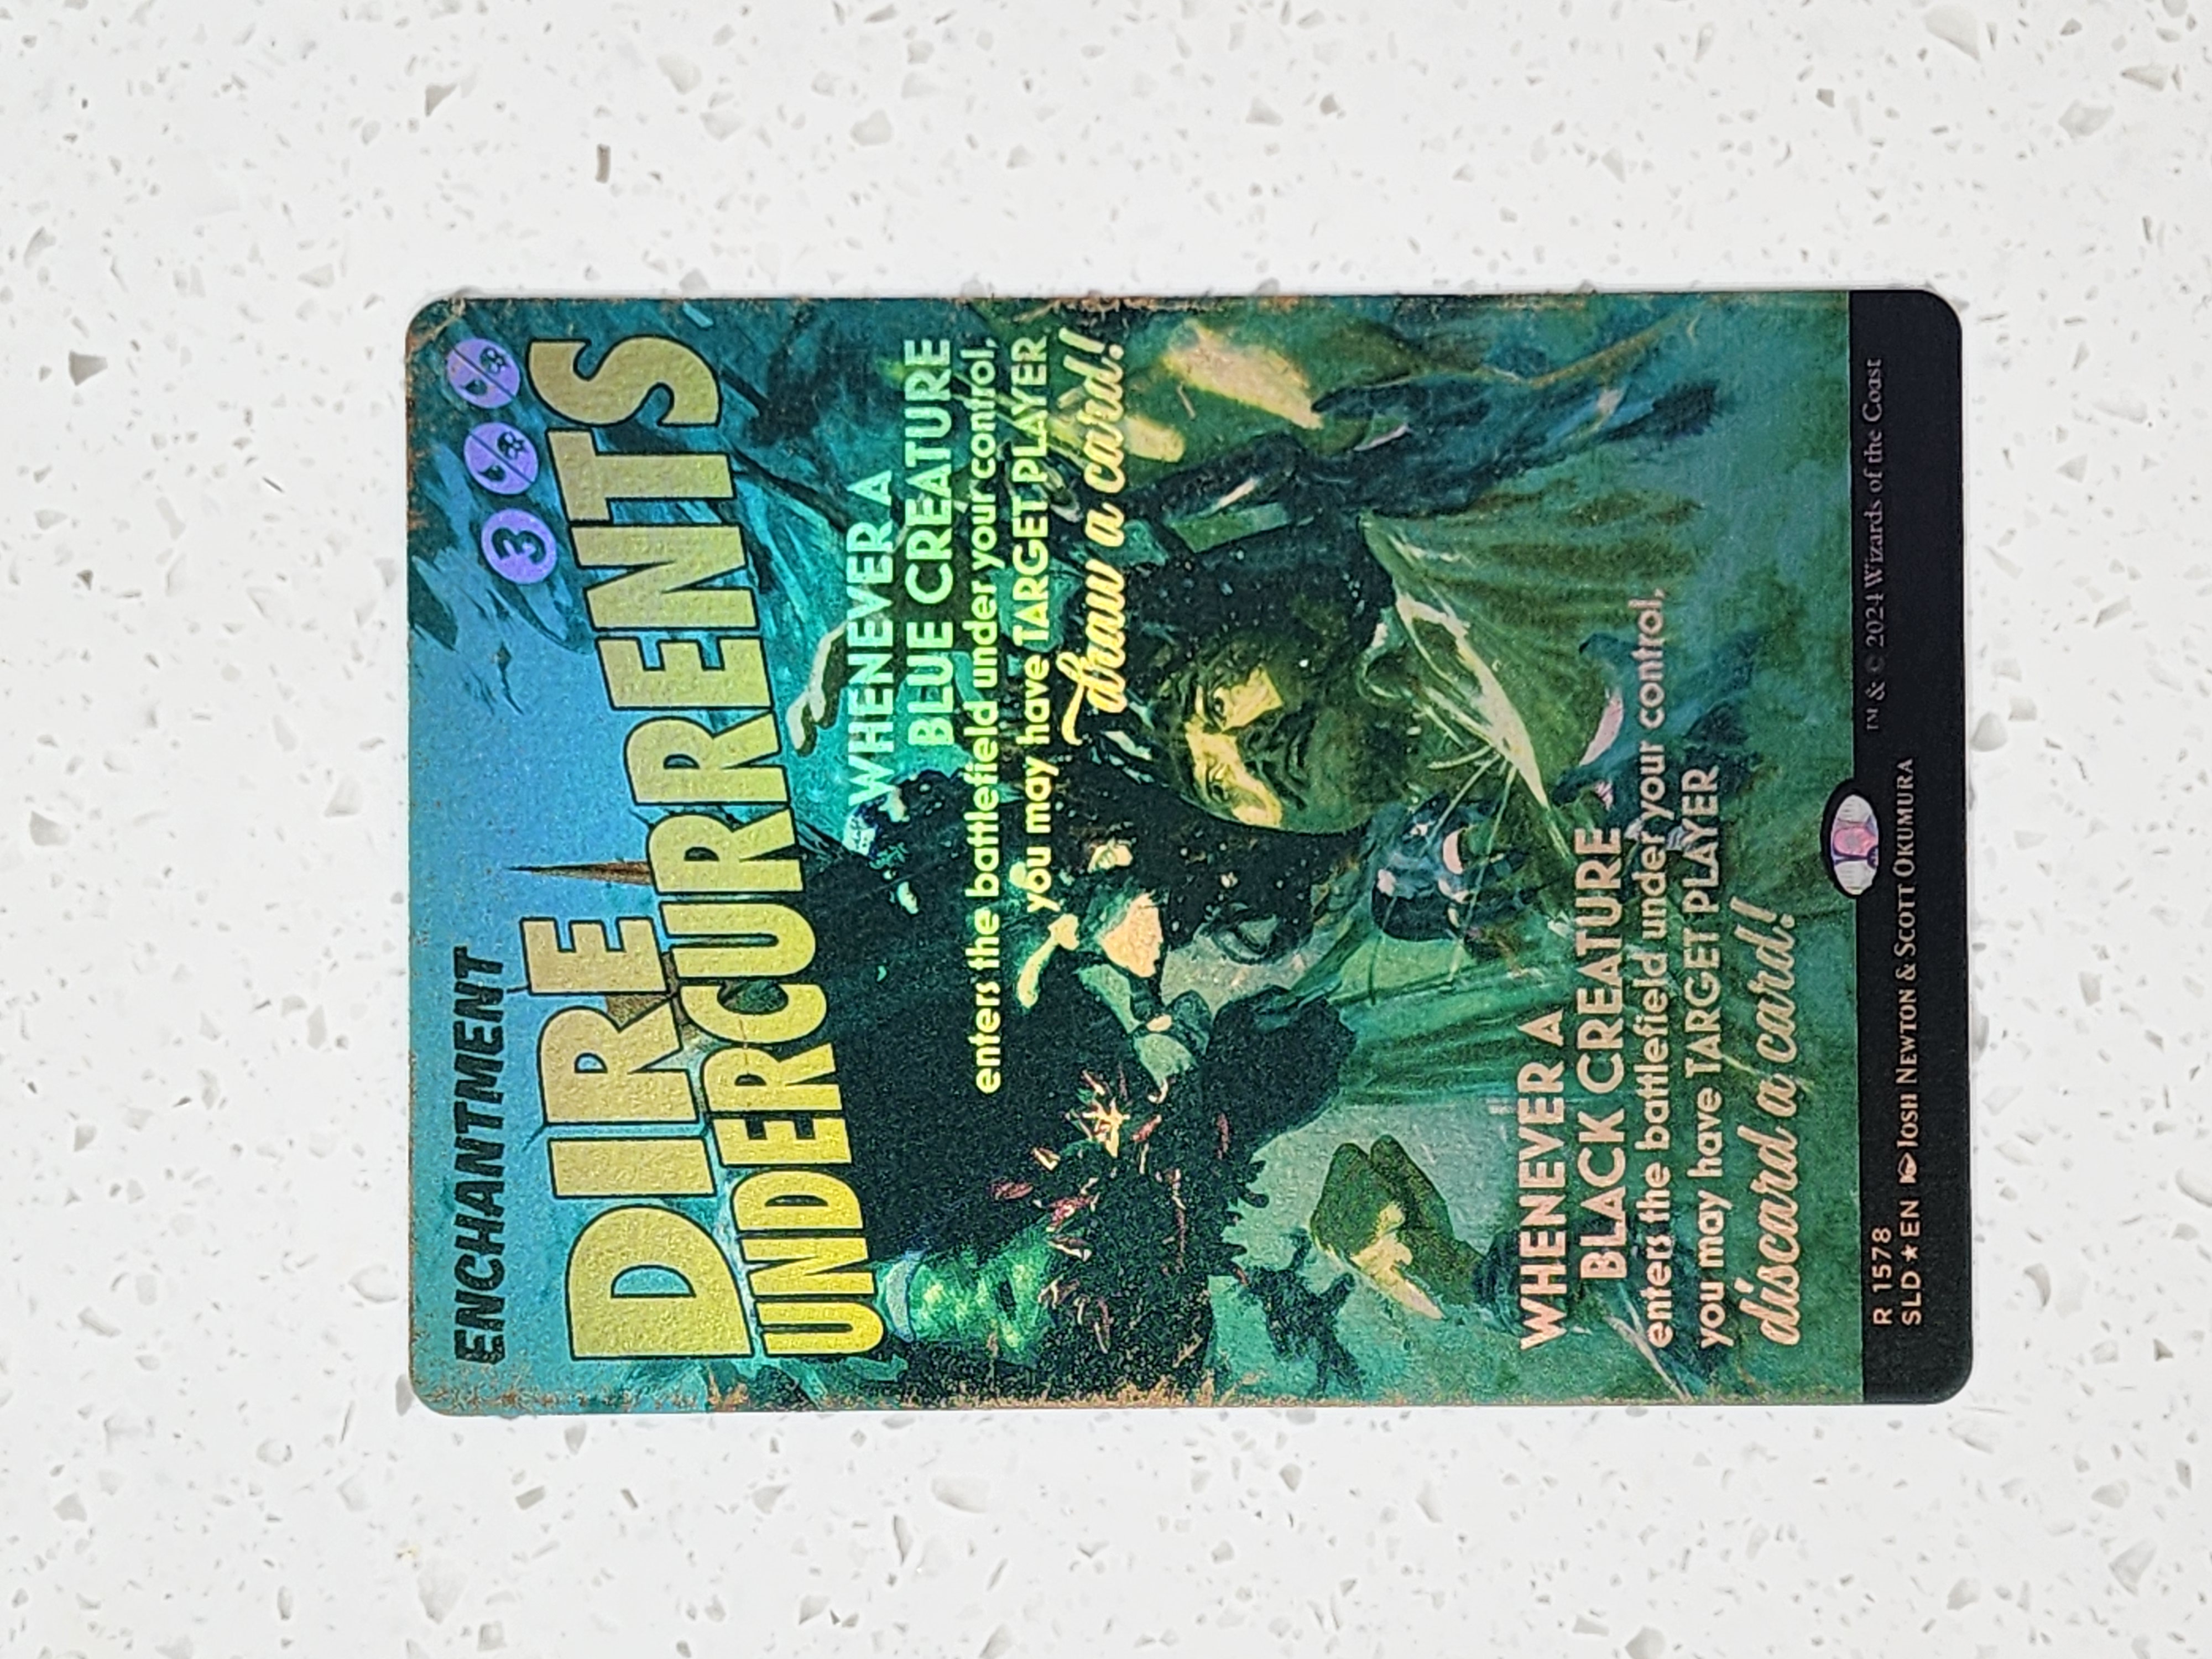 ENCHANTMENT
3
DIRE
UNDERCURRENTS
WHENEVER A
BLUE CREATURE
enters the battlefield under your control,
you may have TARGET PLAYER
draw a card!
WHENEVER A
BLACK CREATURE
enters the battlefield under your control,
you may have TARGET PLAYER
discard a card!
R 1578
SLD★EN JOSH NEWTON & SCOTT OKUMURA
™ & © 2024 Wizards of the Coast